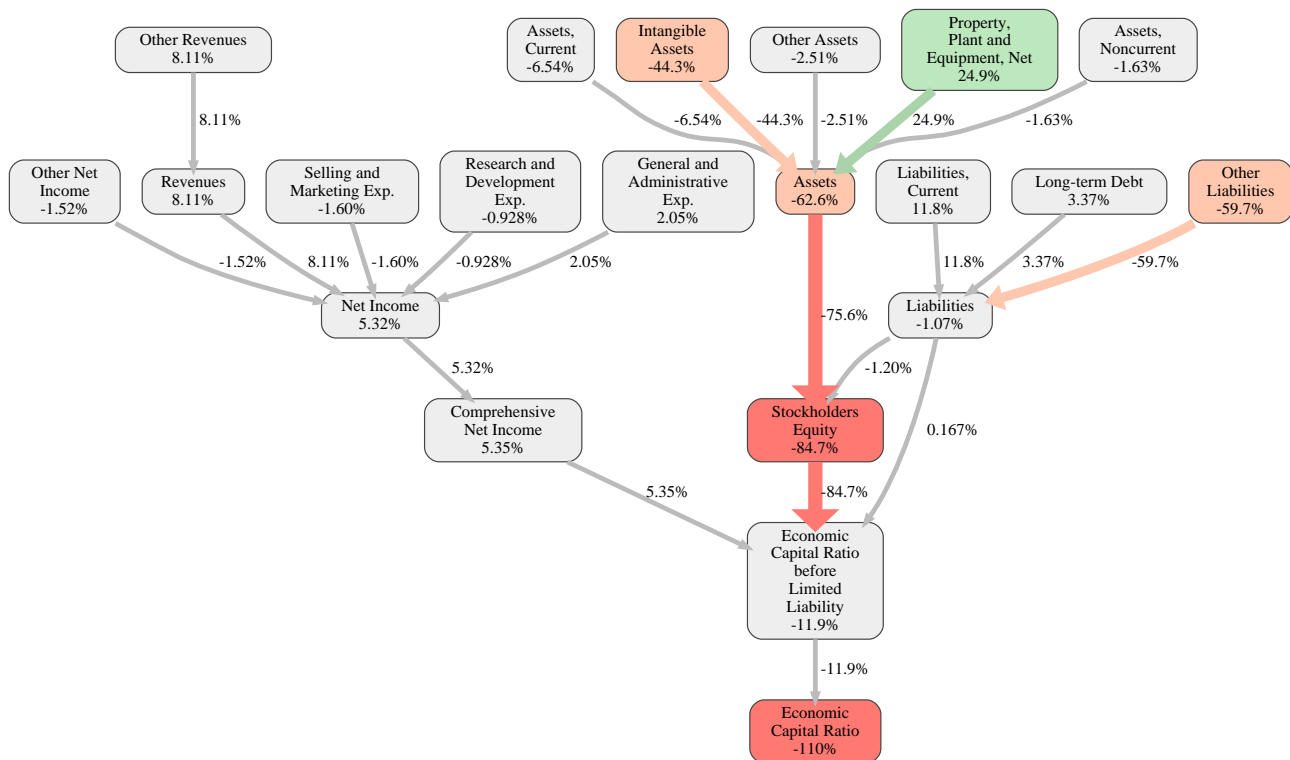 Other Revenues
8.11%
Assets,
Current
-6.54%
Intangible
Assets
-44.3%
Other Assets
-2.51%
Property,
Plant and
Equipment, Net
24.9%
Assets,
Noncurrent
-1.63%
8.11%
-6.54%
-44.3%
-2.51%
24.9%
-1.63%
Other Net
Income
-1.52%
Revenues
8.11%
Selling and
Marketing Exp.
-1.60%
Research and
Development
Exp.
-0.928%
General and
Administrative
Exp.
2.05%
Assets
-62.6%
Liabilities,
Current
11.8%
Long-term Debt
3.37%
Other
Liabilities
-59.7%
-1.52%
8.11%
-1.60%
-0.928%
2.05%
11.8%
3.37%
-59.7%
Net Income
5.32%
-75.6%
Liabilities
-1.07%
5.32%
-1.20%
0.167%
Comprehensive
Net Income
5.35%
Stockholders
Equity
-84.7%
5.35%
-84.7%
Economic
Capital Ratio
before
Limited
Liability
-11.9%
-11.9%
Economic
Capital Ratio
-110%